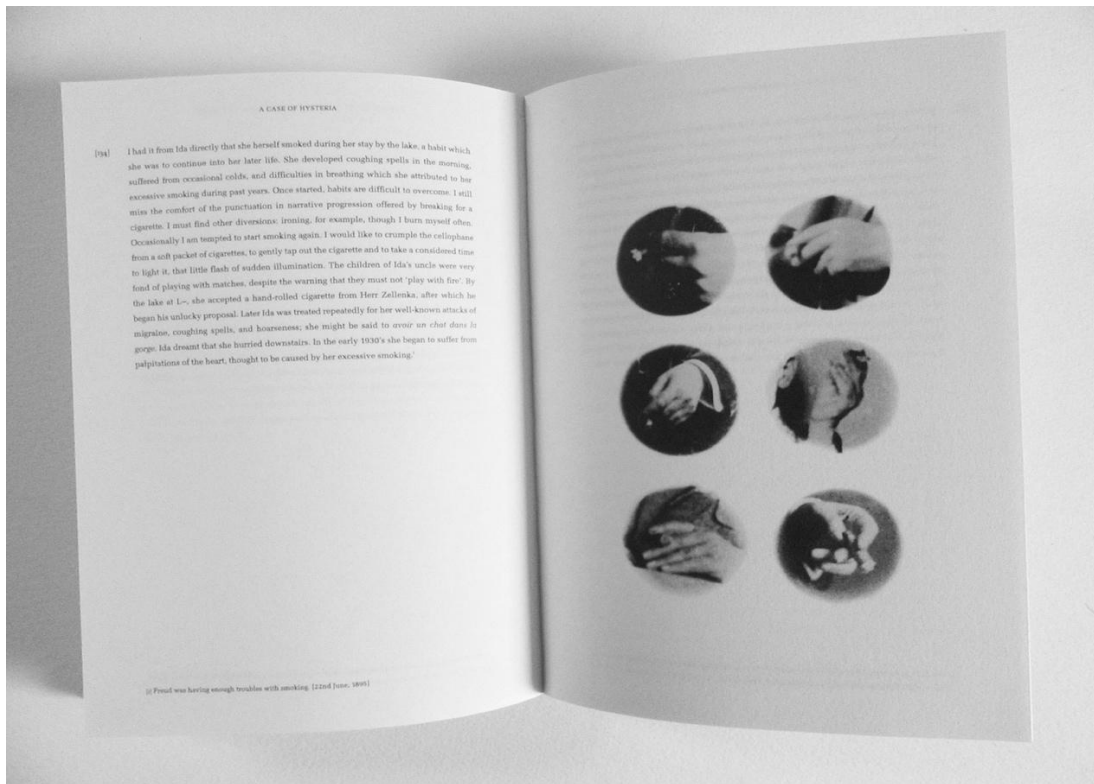 A CASE OF HYSTERIA
[94] I had it from Ida directly that she herself smoked during her stay by the lake, a habit which
she was to continue into her later life. She developed coughing spells in the morning,
suffered from occasional colds, and difficulties in breathing which she attributed to her
excessive smoking during past years. Once started, habits are difficult to overcome. I still
miss the comfort of the punctuation in narrative progression offered by breaking for a
cigarette. I must find other diversions: ironing, for example, though I burn myself often.
Occasionally I am tempted to start smoking again. I would like to crumple the cellophane
from a soft packet of cigarettes, to gently tap out the cigarette and to take a considered time
to light it, that little flash of sudden illumination. The children of Ida's uncle were very
fond of playing with matches, despite the warning that they must not 'play with fire'. By
the lake at L–, she accepted a hand-rolled cigarette from Herr Zellenka, after which he
began his unlucky proposal. Later Ida was treated repeatedly for her well-known attacks of
migraine, coughing spells, and hoarseness; she might be said to avoir un chat dans la
gorge. Ida dreamt that she hurried downstairs. In the early 1930's she began to suffer from
palpitations of the heart, thought to be caused by her excessive smoking.
Freud was having enough troubles with smoking. [22nd June, 1895]